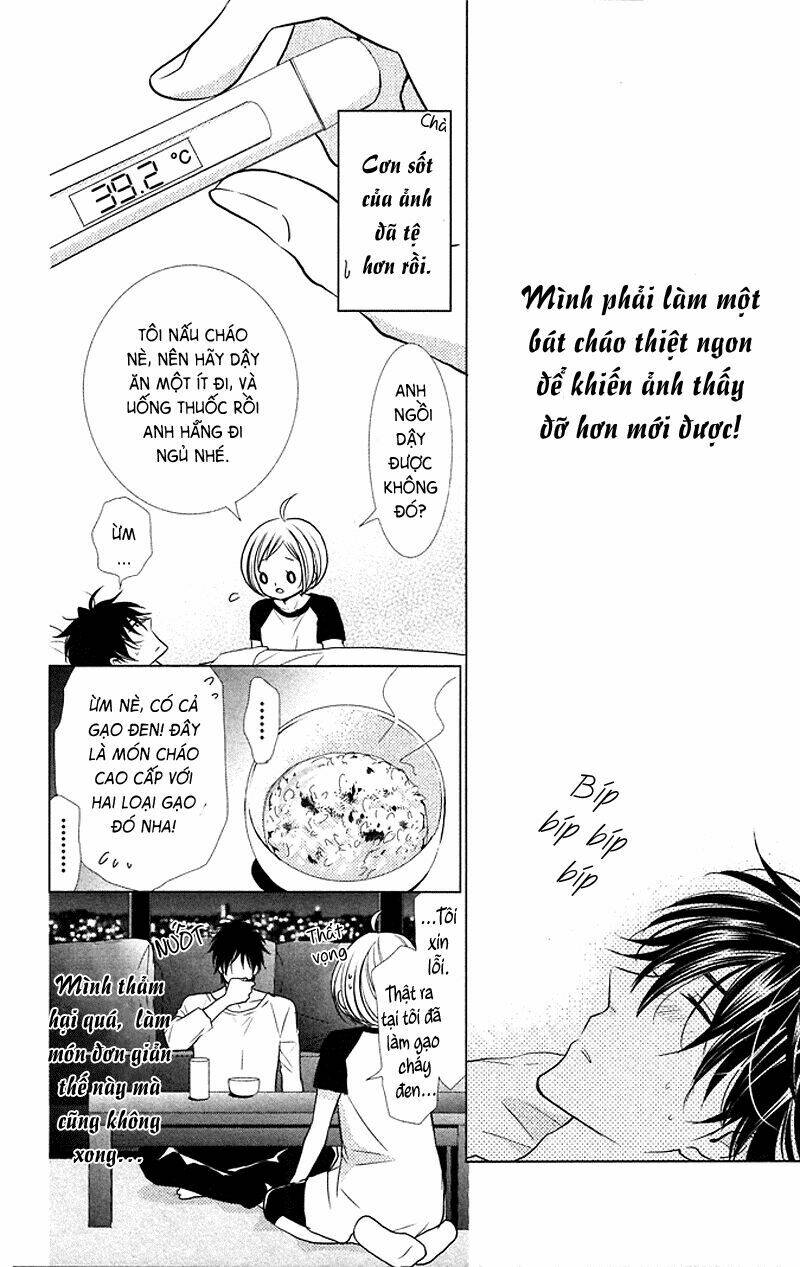 Mình phải làm một
bát cháo thiệt ngon
để khiến ảnh thấy
đỡ hơn mới được!
Bíp
bíp bíp
bíp
39.2 °C
Chà
Cơn sốt
của ảnh
đã tệ
hơn rồi.
ANH
NGỒI
DẬY
ĐƯỢC
KHÔNG
ĐÓ?
TÔI NẤU CHÁO
NÈ, NÊN HÃY DẬY
ĂN MỘT ÍT ĐI, VÀ
UỐNG THUỐC RỒI
ANH HẴNG ĐI
NGỦ NHÉ.
ỪM
...
ỪM NÈ, CÓ CẢ
GẠO ĐEN! ĐÂY
LÀ MÓN CHÁO
CAO CẤP VỚI
HAI LOẠI GẠO
ĐÓ NHA!
...Tôi
xin
lỗi.
Thật ra
tại tôi đã
làm gạo
cháy
đen...
Thất
vọng
NUỐT
Mình thảm
hại quá, làm
món đơn giản
thế này mà
cũng không
xong...